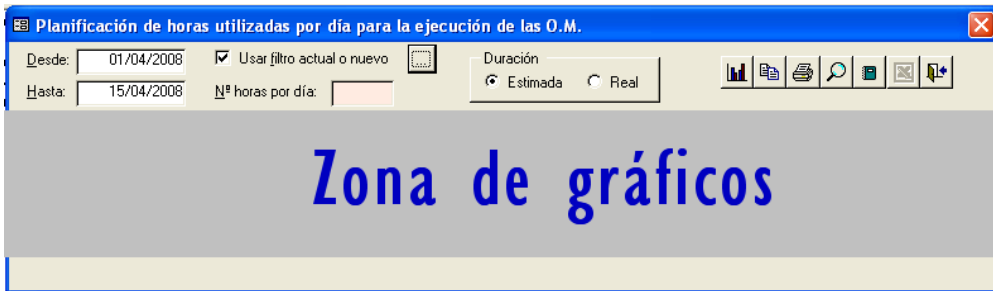 Planificación de horas utilizadas por día para la ejecución de las O.M.
Desde: 01/04/2008 Usar filtro actual o nuevo ... Duración
Estimada Real
Hasta: 15/04/2008 Nº horas por día:
Zona de gráficos